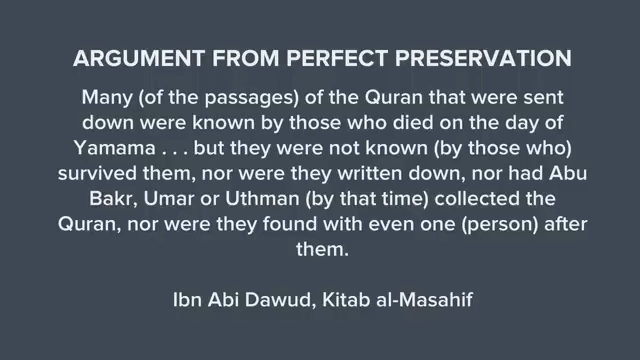 ARGUMENT FROM PERFECT PRESERVATION
Many (of the passages) of the Quran that were sent
down were known by those who died on the day of
Yamama . . . but they were not known (by those who)
survived them, nor were they written down, nor had Abu
Bakr, Umar or Uthman (by that time) collected the
Quran, nor were they found with even one (person) after
them.
Ibn Abi Dawud, Kitab al-Masahif